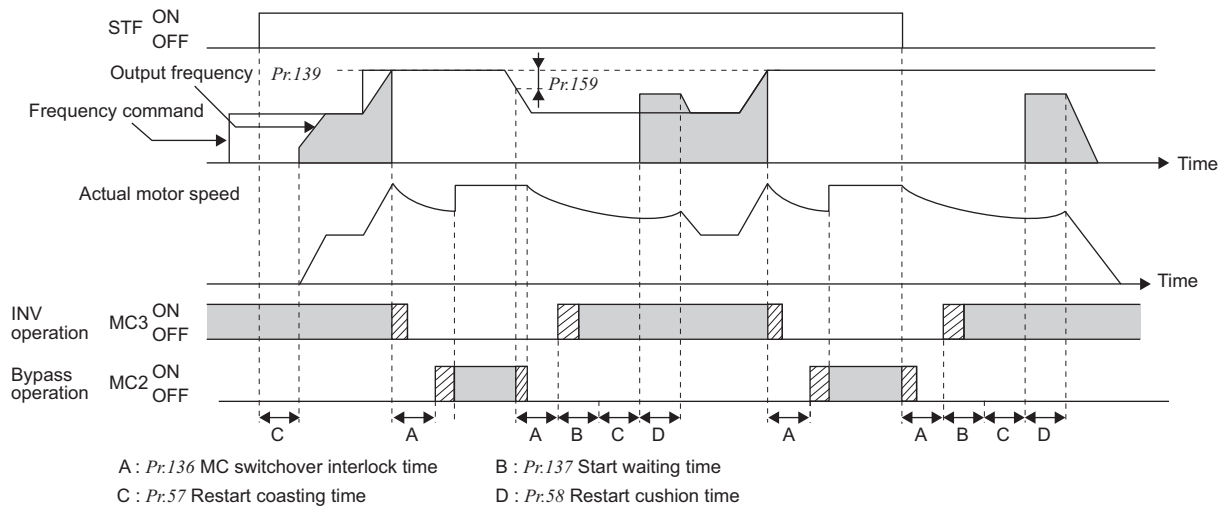 STF ON
OFF
Output frequency
Pr.139
Pr.159
Frequency command
Time
Actual motor speed
Time
INV operation MC3 ON
OFF
Bypass operation MC2 ON
OFF
C A A B C D A A B C D
A : Pr.136 MC switchover interlock time B : Pr.137 Start waiting time
C : Pr.57 Restart coasting time D : Pr.58 Restart cushion time